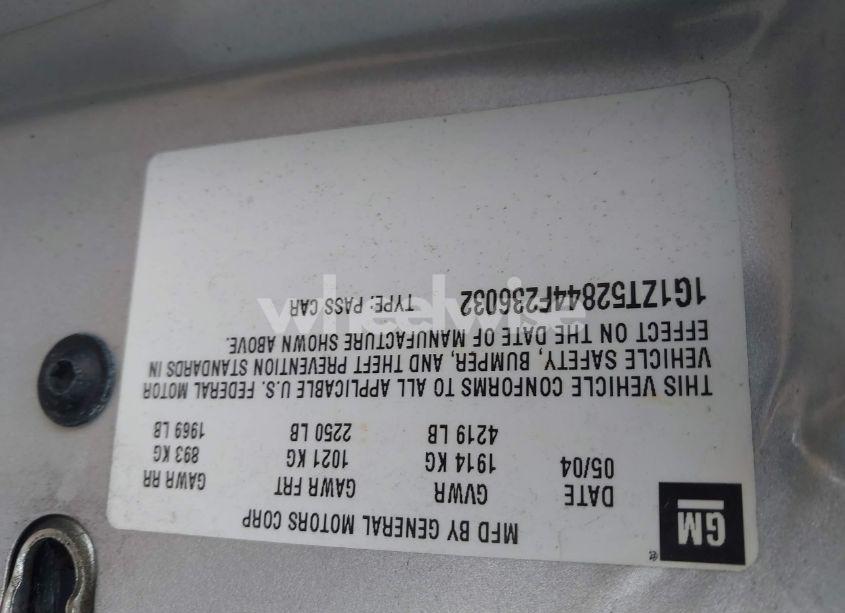 GM
®
MFD BY GENERAL MOTORS CORP
DATE GVWR GAWR FRT GAWR RR
05/04 1914 KG 1021 KG 893 KG
4219 LB 2250 LB 1969 LB
THIS VEHICLE CONFORMS TO ALL APPLICABLE U.S. FEDERAL MOTOR
VEHICLE SAFETY, BUMPER, AND THEFT PREVENTION STANDARDS IN
EFFECT ON THE DATE OF MANUFACTURE SHOWN ABOVE.
1G1ZT52844F236032 TYPE: PASS CAR
wheelwise